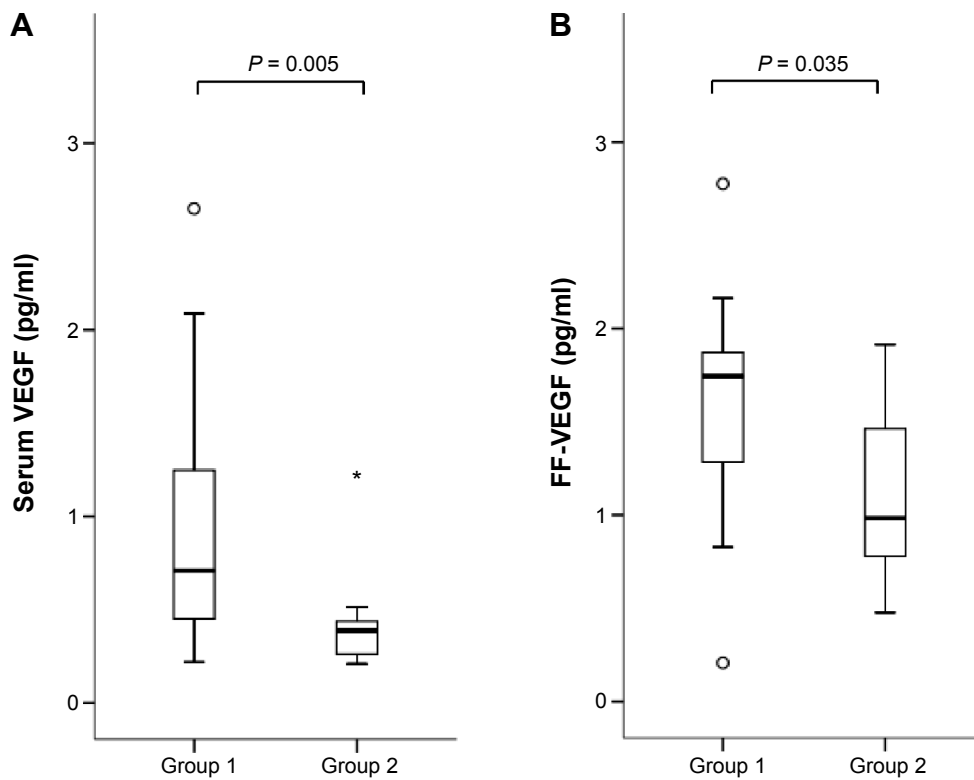 A
P = 0.005
Serum VEGF (pg/ml)
3
2
1
0
*
Group 1
Group 2
B
P = 0.035
FF-VEGF (pg/ml)
3
2
1
0
Group 1
Group 2